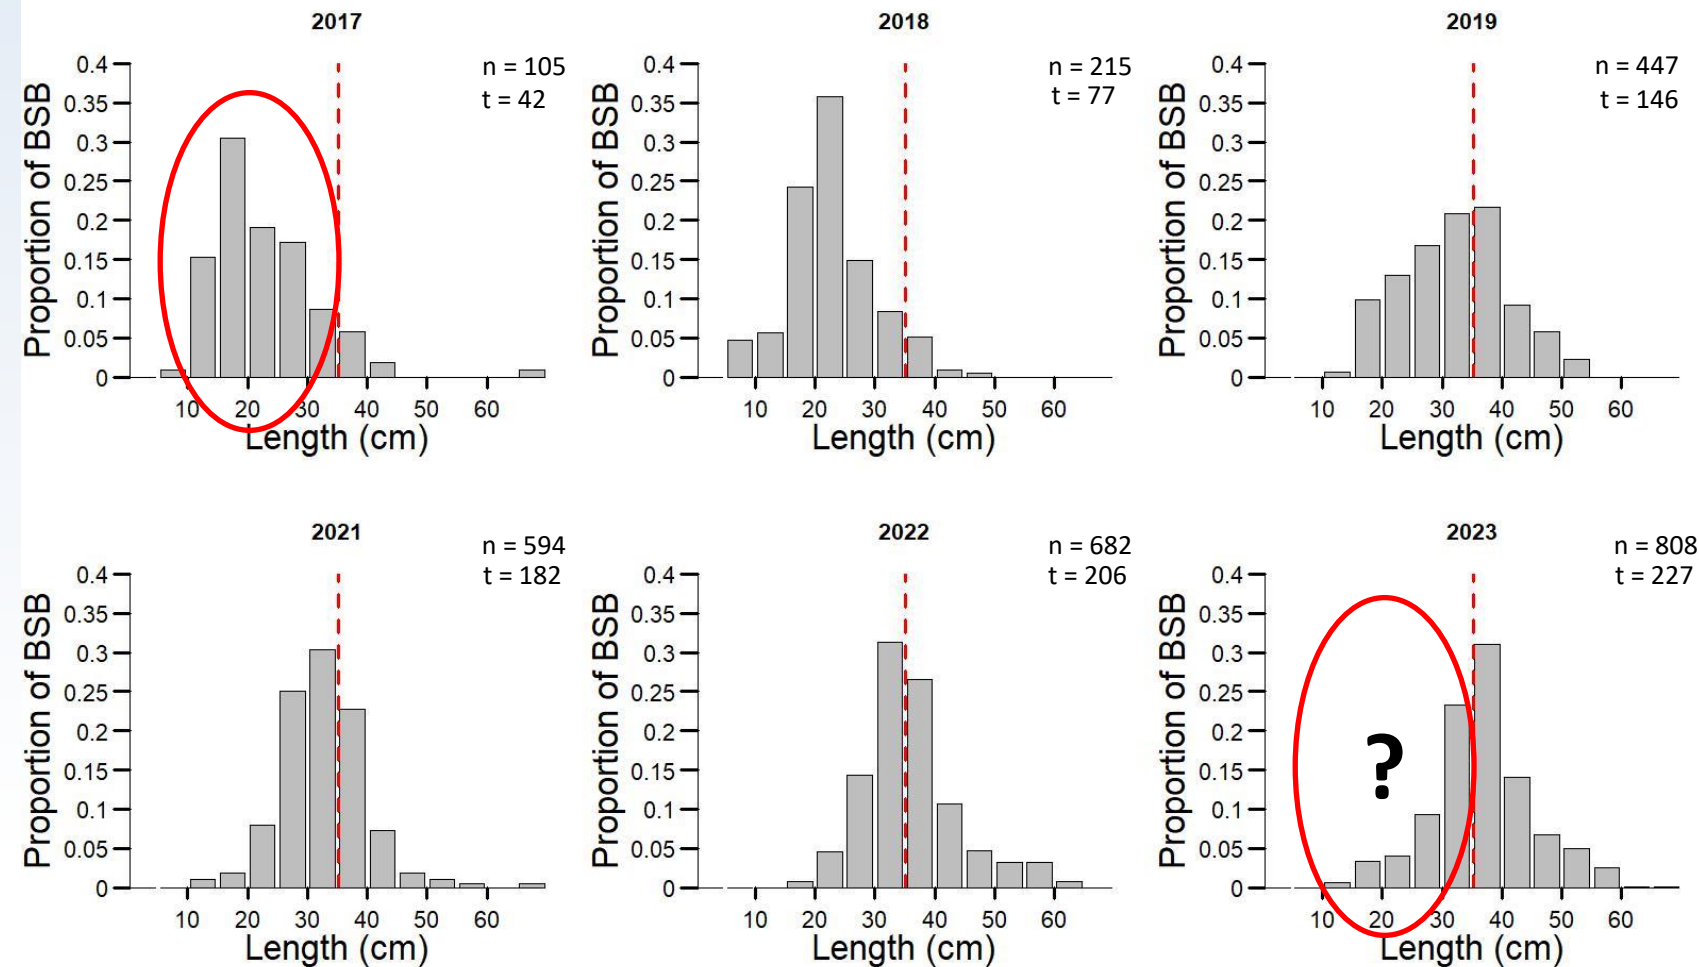 2017
n = 105
t = 42
0.4
0.35
0.3
0.25
0.2
0.15
0.1
0.05
0
Proportion of BSB
10 20 30 40 50 60
Length (cm)
2018
n = 215
t = 77
0.4
0.35
0.3
0.25
0.2
0.15
0.1
0.05
0
Proportion of BSB
10 20 30 40 50 60
Length (cm)
2019
n = 447
t = 146
0.4
0.35
0.3
0.25
0.2
0.15
0.1
0.05
0
Proportion of BSB
10 20 30 40 50 60
Length (cm)
2021
n = 594
t = 182
0.4
0.35
0.3
0.25
0.2
0.15
0.1
0.05
0
Proportion of BSB
10 20 30 40 50 60
Length (cm)
2022
n = 682
t = 206
0.4
0.35
0.3
0.25
0.2
0.15
0.1
0.05
0
Proportion of BSB
10 20 30 40 50 60
Length (cm)
2023
n = 808
t = 227
0.4
0.35
0.3
0.25
0.2
0.15
0.1
0.05
0
Proportion of BSB
?
10 20 30 40 50 60
Length (cm)